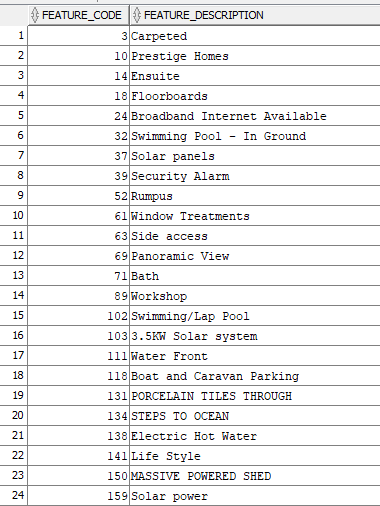 FEATURE_CODE FEATURE_DESCRIPTION
1 3 Carpeted
2 10 Prestige Homes
3 14 Ensuite
4 18 Floorboards
5 24 Broadband Internet Available
6 32 Swimming Pool - In Ground
7 37 Solar panels
8 39 Security Alarm
9 52 Rumpus
10 61 Window Treatments
11 63 Side access
12 69 Panoramic View
13 71 Bath
14 89 Workshop
15 102 Swimming/Lap Pool
16 103 3.5KW Solar system
17 111 Water Front
18 118 Boat and Caravan Parking
19 131 PORCELAIN TILES THROUGH
20 134 STEPS TO OCEAN
21 138 Electric Hot Water
22 141 Life Style
23 150 MASSIVE POWERED SHED
24 159 Solar power